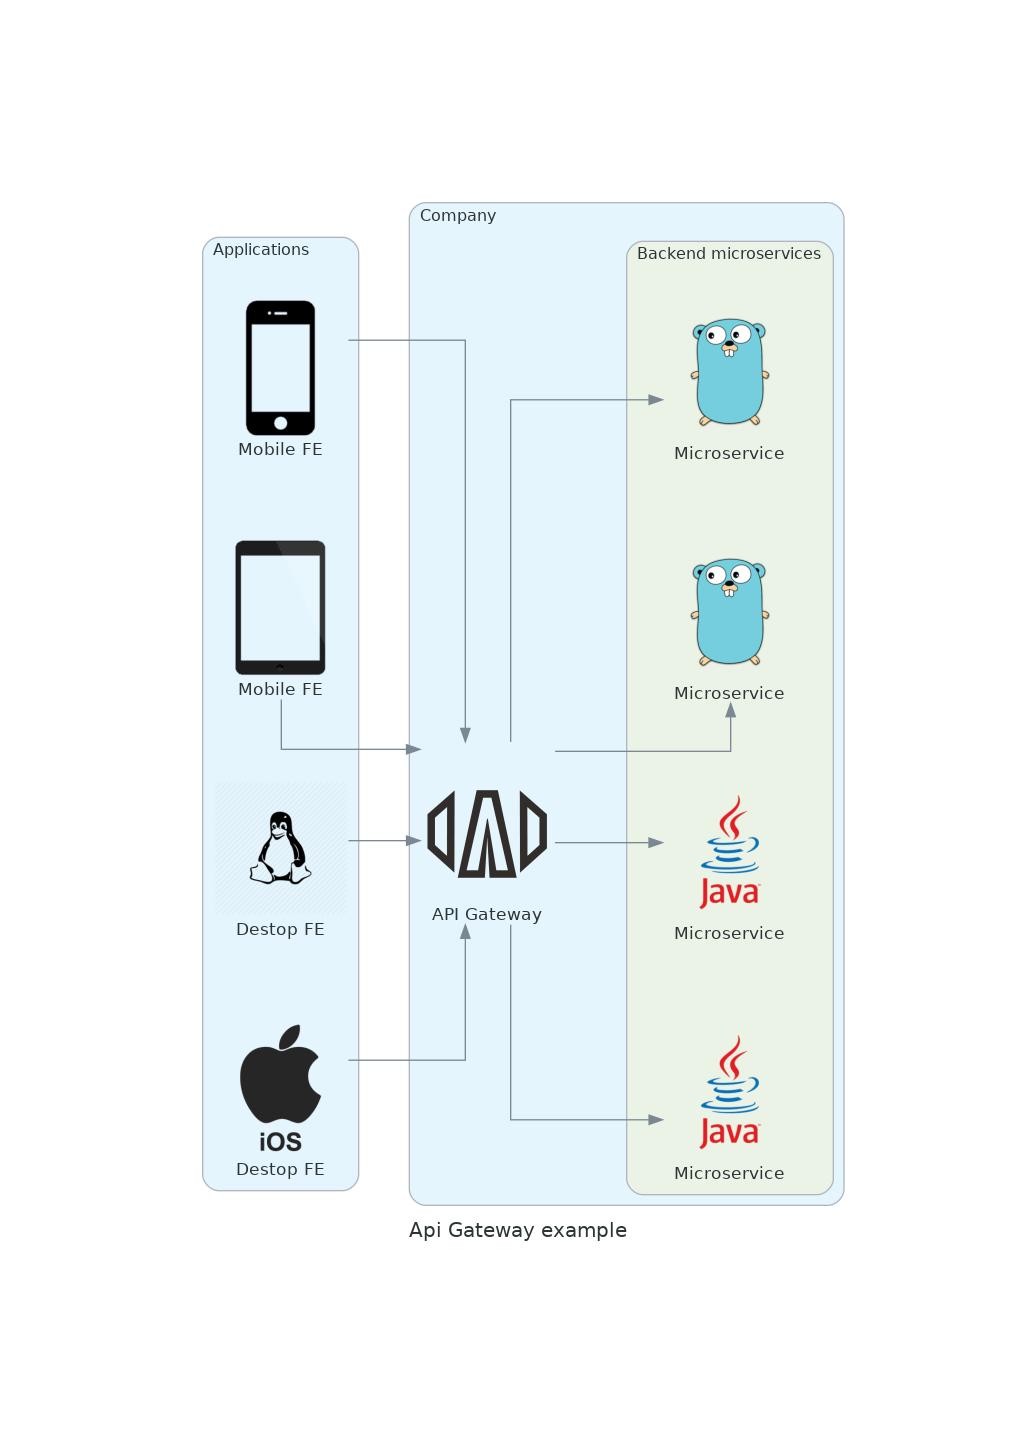 Company
Applications
Backend microservices
Mobile FE
Microservice
Mobile FE
Microservice
Java
API Gateway
Destop FE
Microservice
iOS
Java
Destop FE
Microservice
Api Gateway example